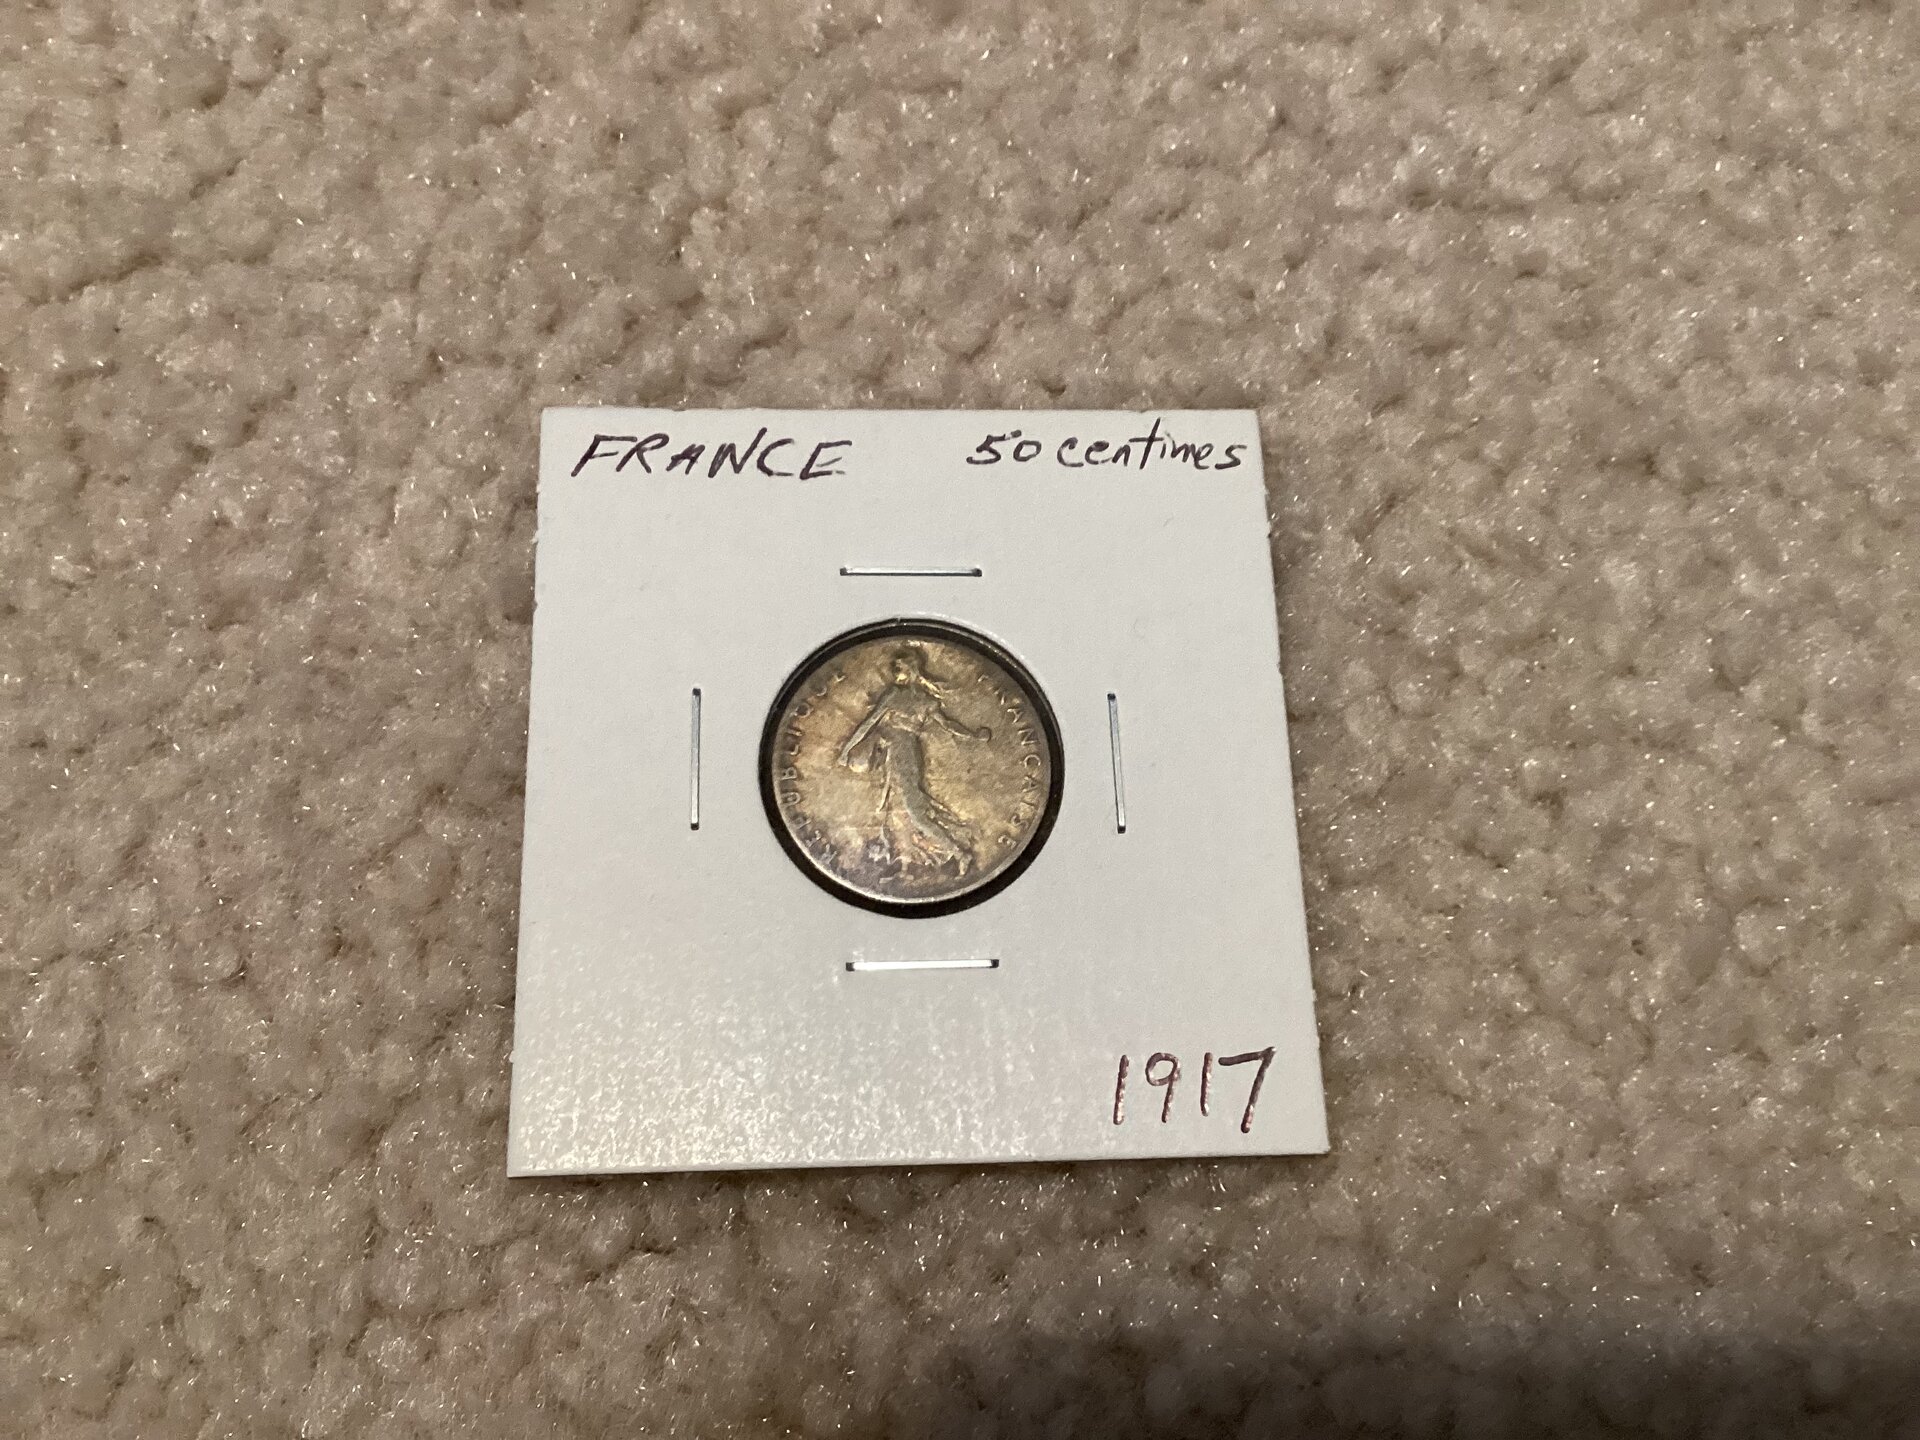 FRANCE 50 centimes
REPUBLIQUE FRANCAISE
1917